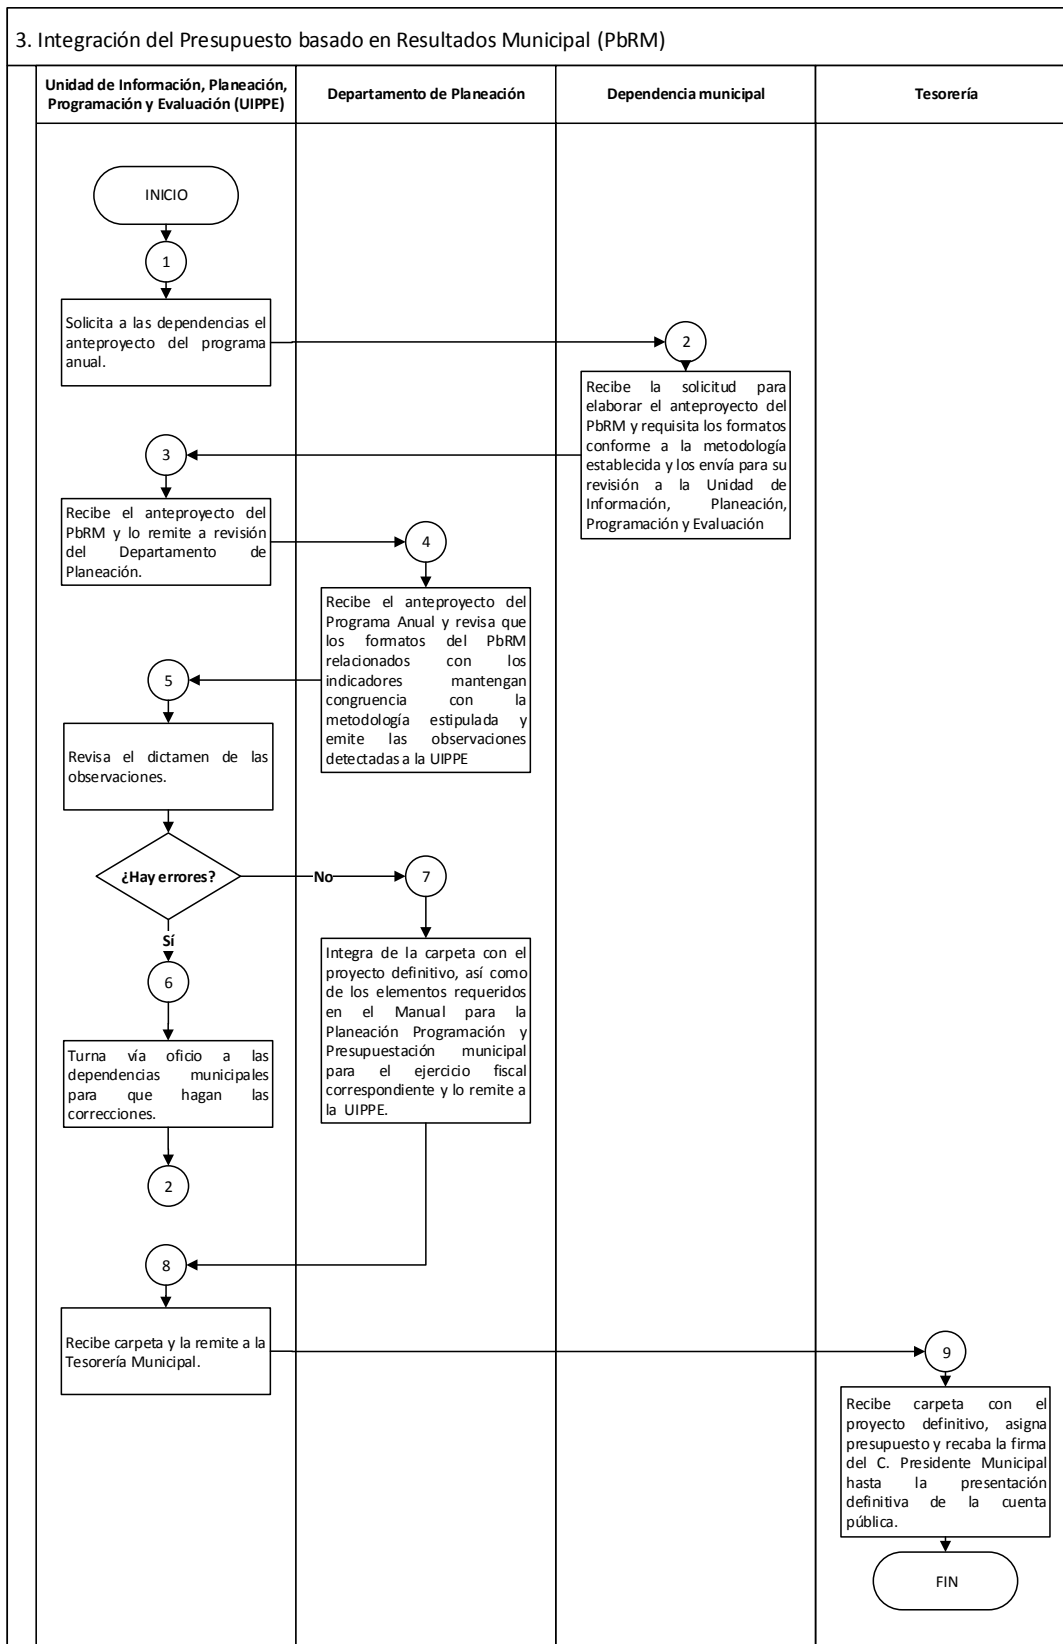 3. Integración del Presupuesto basado en Resultados Municipal (PbRM)
Unidad de Información, Planeación,
Programación y Evaluación (UIPPE)
Departamento de Planeación
Dependencia municipal
Tesorería
INICIO
1
Solicita a las dependencias el
anteproyecto del programa
anual.
2
Recibe la solicitud para
elaborar el anteproyecto del
PbRM y requisita los formatos
conforme a la metodología
establecida y los envía para su
revisión a la Unidad de
Información, Planeación,
Programación y Evaluación
3
Recibe el anteproyecto del
PbRM y lo remite a revisión
del Departamento de
Planeación.
4
Recibe el anteproyecto del
Programa Anual y revisa que
los formatos del PbRM
relacionados con los
indicadores mantengan
congruencia con la
metodología estipulada y
emite las observaciones
detectadas a la UIPPE
5
Revisa el dictamen de las
observaciones.
¿Hay errores?
No
7
Sí
6
Integra de la carpeta con el
proyecto definitivo, así como
de los elementos requeridos
en el Manual para la
Planeación Programación y
Presupuestación municipal
para el ejercicio fiscal
correspondiente y lo remite a
la UIPPE.
Turna vía oficio a las
dependencias municipales
para que hagan las
correcciones.
2
8
Recibe carpeta y la remite a la
Tesorería Municipal.
9
Recibe carpeta con el
proyecto definitivo, asigna
presupuesto y recaba la firma
del C. Presidente Municipal
hasta la presentación
definitiva de la cuenta
pública.
FIN